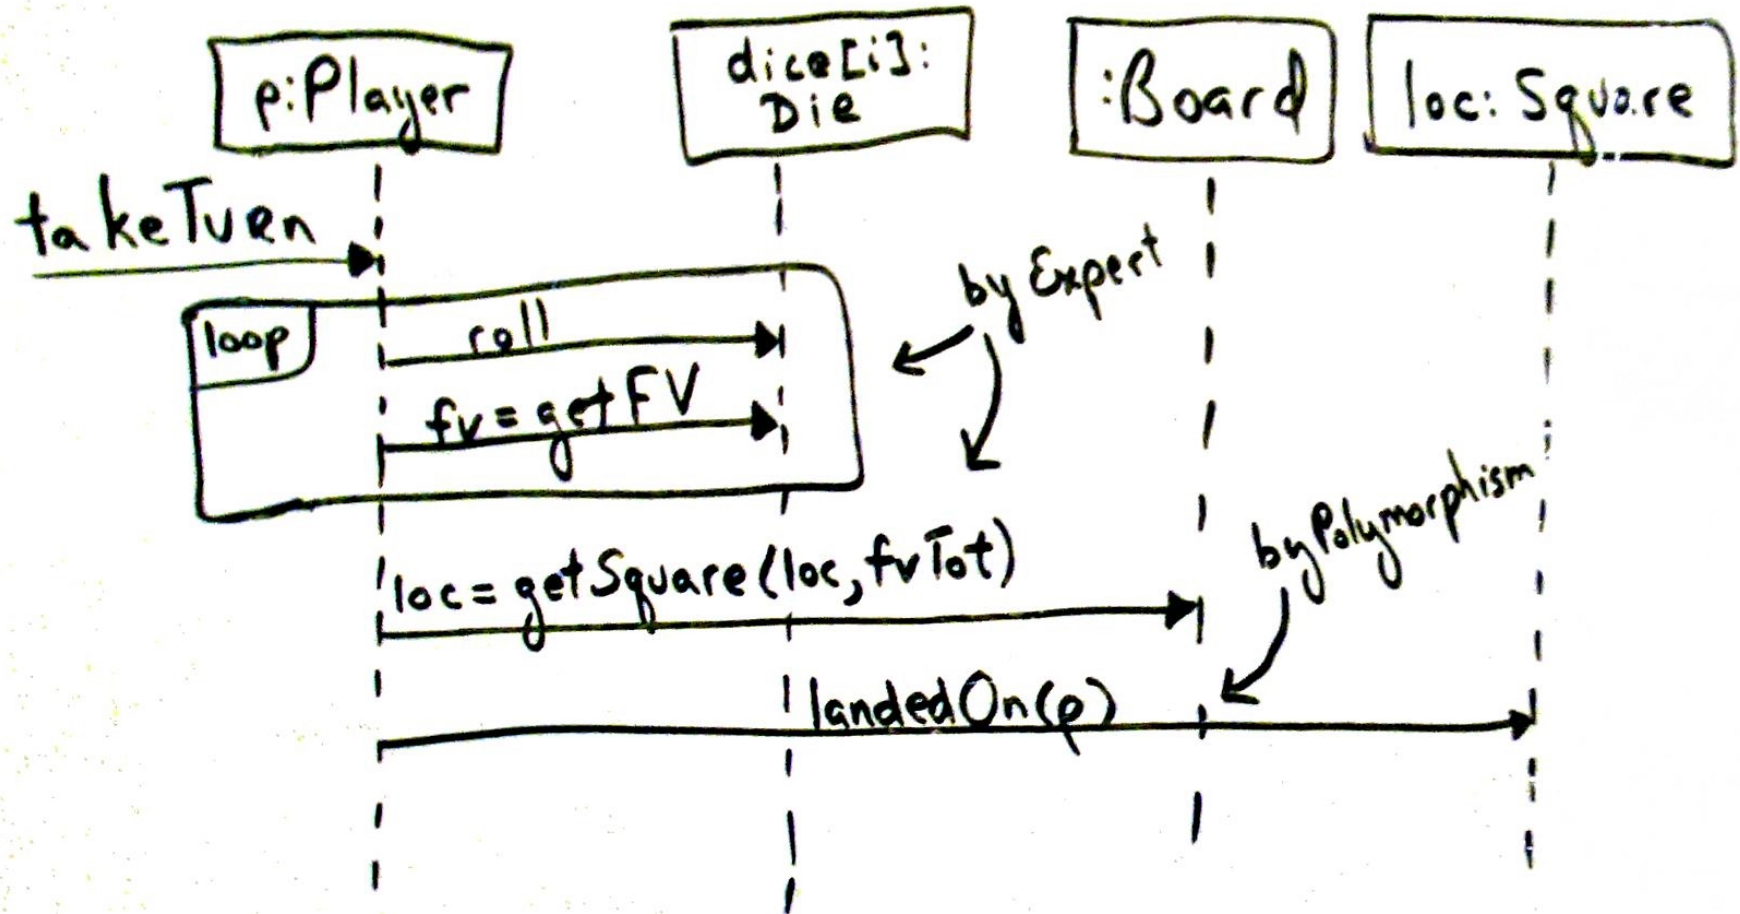 p:Player
dice[i]:
Die
:Board
loc: Square
takeTurn
by Expert
loop
roll
fv = getFV
by Polymorphism
loc = getSquare(loc, fvTot)
landedOn(p)